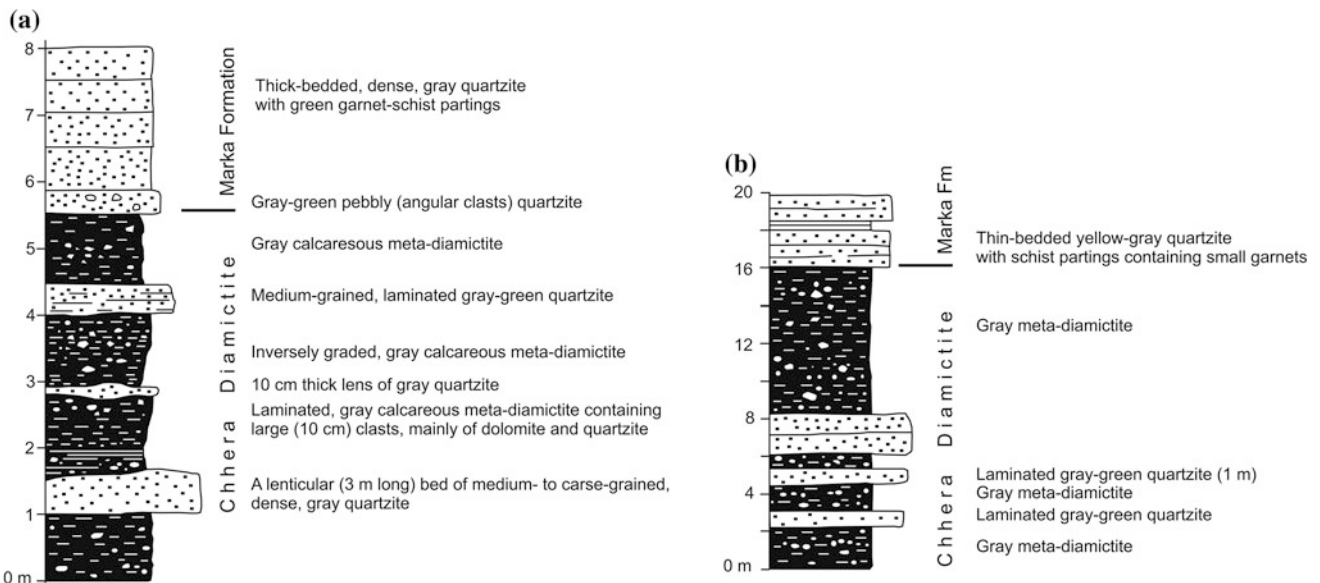 (a)
8
7
6
5
4
3
2
1
0 m
Marka Formation
Chhera Diamictite
Thick-bedded, dense, gray quartzite
with green garnet-schist partings
Gray-green pebbly (angular clasts) quartzite
Gray calcaresous meta-diamictite
Medium-grained, laminated gray-green quartzite
Inversely graded, gray calcareous meta-diamictite
10 cm thick lens of gray quartzite
Laminated, gray calcareous meta-diamictite containing
large (10 cm) clasts, mainly of dolomite and quartzite
A lenticular (3 m long) bed of medium- to carse-grained,
dense, gray quartzite
(b)
20
16
12
8
4
0 m
Marka Fm
Chhera Diamictite
Thin-bedded yellow-gray quartzite
with schist partings containing small garnets
Gray meta-diamictite
Laminated gray-green quartzite (1 m)
Gray meta-diamictite
Laminated gray-green quartzite
Gray meta-diamictite